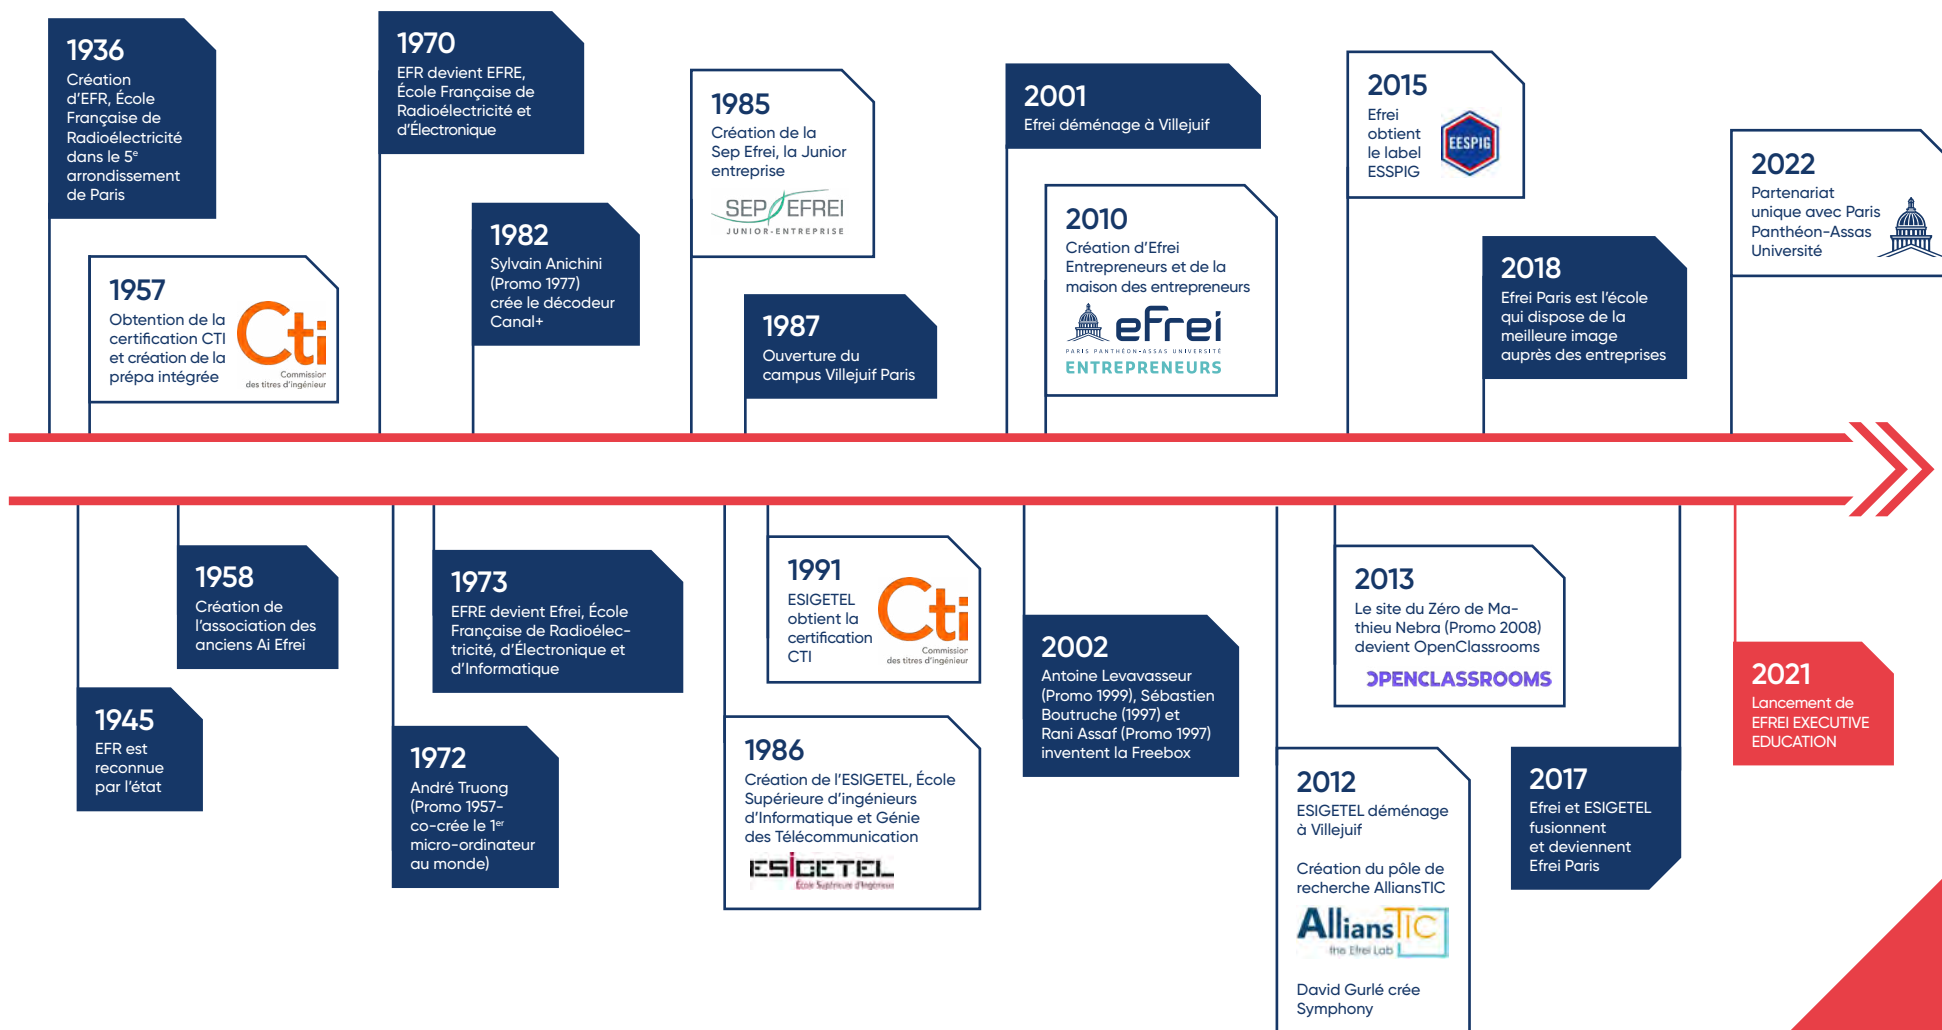 1936
Création
d'EFR, École
Française de
Radioélectricité
dans le 5e
arrondissement
de Paris
1957
Obtention de la
certification CTI
et création de la
prépa intégrée
Cti
Commission
des titres d'ingénieur
1970
EFR devient EFRE,
École Française de
Radioélectricité et
d'Électronique
1982
Sylvain Anichini
(Promo 1977)
crée le décodeur
Canal+
1985
Création de la
Sep Efrei, la Junior
entreprise
SEP EFREI
JUNIOR-ENTREPRISE
1987
Ouverture du
campus Villejuif Paris
2001
Efrei déménage à Villejuif
2010
Création d'Efrei
Entrepreneurs et de la
maison des entrepreneurs
efrei
PARIS PANTHÉON-ASSAS UNIVERSITÉ
ENTREPRENEURS
2015
Efrei
obtient
le label
ESSPIG
EESPIG
2018
Efrei Paris est l'école
qui dispose de la
meilleure image
auprès des entreprises
2022
Partenariat
unique avec Paris
Panthéon-Assas
Université
1945
EFR est
reconnue
par l'état
1958
Création de
l'association des
anciens Ai Efrei
1972
André Truong
(Promo 1957-
co-crée le 1er
micro-ordinateur
au monde)
1973
EFRE devient Efrei, École
Française de Radioélec-
tricité, d'Électronique et
d'Informatique
1986
Création de l'ESIGETEL, École
Supérieure d'ingénieurs
d'Informatique et Génie
des Télécommunication
ESIGETEL
École Supérieure d'Ingénieurs
1991
ESIGETEL
obtient la
certification
CTI
Cti
Commission
des titres d'ingénieur
2002
Antoine Levavasseur
(Promo 1999), Sébastien
Boutruche (1997) et
Rani Assaf (Promo 1997)
inventent la Freebox
2012
ESIGETEL déménage
à Villejuif
Création du pôle de
recherche AlliansTIC
AlliansTIC
the Efrei Lab
David Gurlé crée
Symphony
2013
Le site du Zéro de Ma-
thieu Nebra (Promo 2008)
devient OpenClassrooms
OPENCLASSROOMS
2017
Efrei et ESIGETEL
fusionnent
et deviennent
Efrei Paris
2021
Lancement de
EFREI EXECUTIVE
EDUCATION